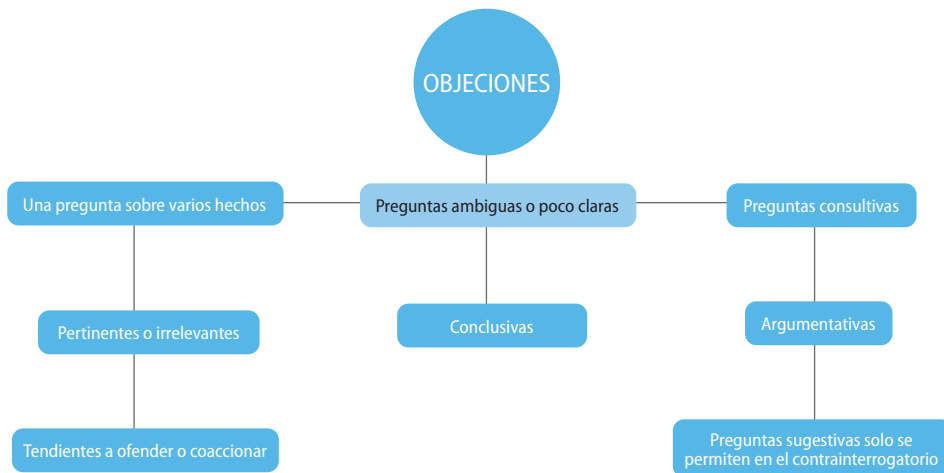 OBJECIONES
Una pregunta sobre varios hechos
Preguntas ambiguas o poco claras
Preguntas consultivas
Pertinentes o irrelevantes
Conclusivas
Argumentativas
Tendientes a ofender o coaccionar
Preguntas sugestivas solo se
permiten en el contrainterrogatorio